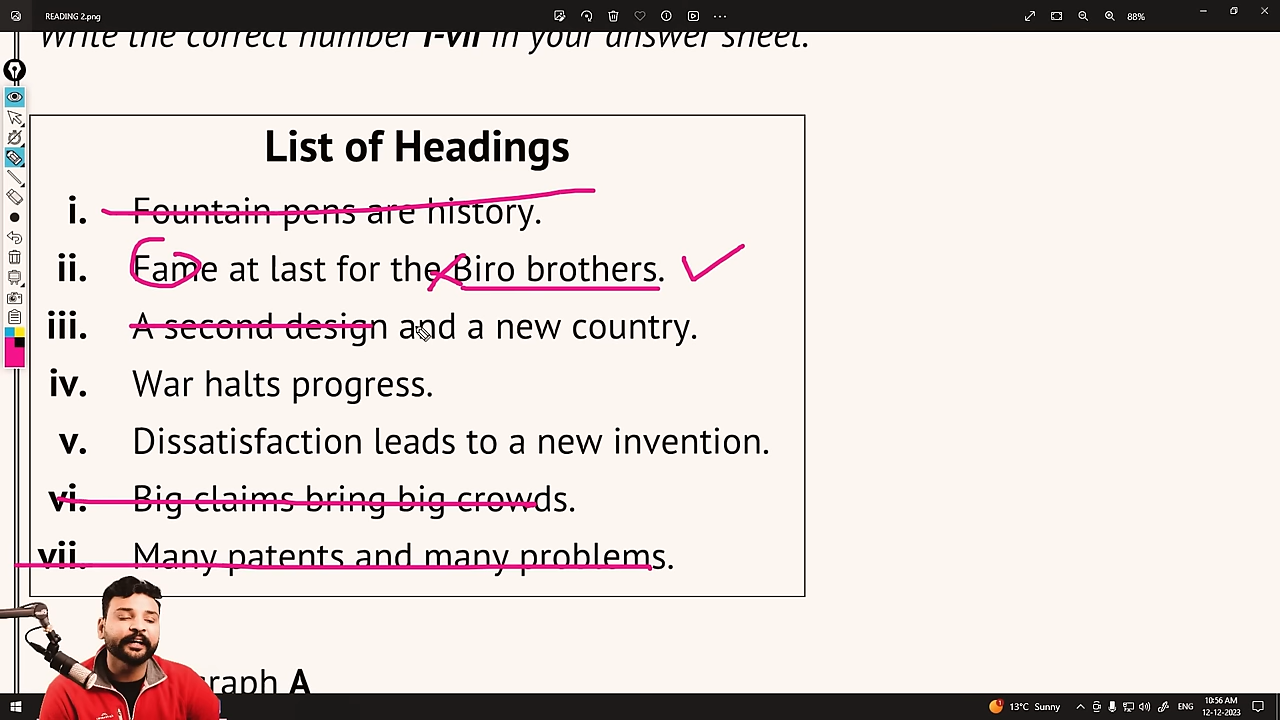 READING 2.png
88%
Write the correct number i-vii in your answer sheet.
List of Headings
i. Fountain pens are history.
ii. Fame at last for the Biro brothers.
iii. A second design and a new country.
iv. War halts progress.
v. Dissatisfaction leads to a new invention.
vi. Big claims bring big crowds.
vii. Many patents and many problems.
raph A
13°C Sunny
ENG
10:56 AM
12-12-2023